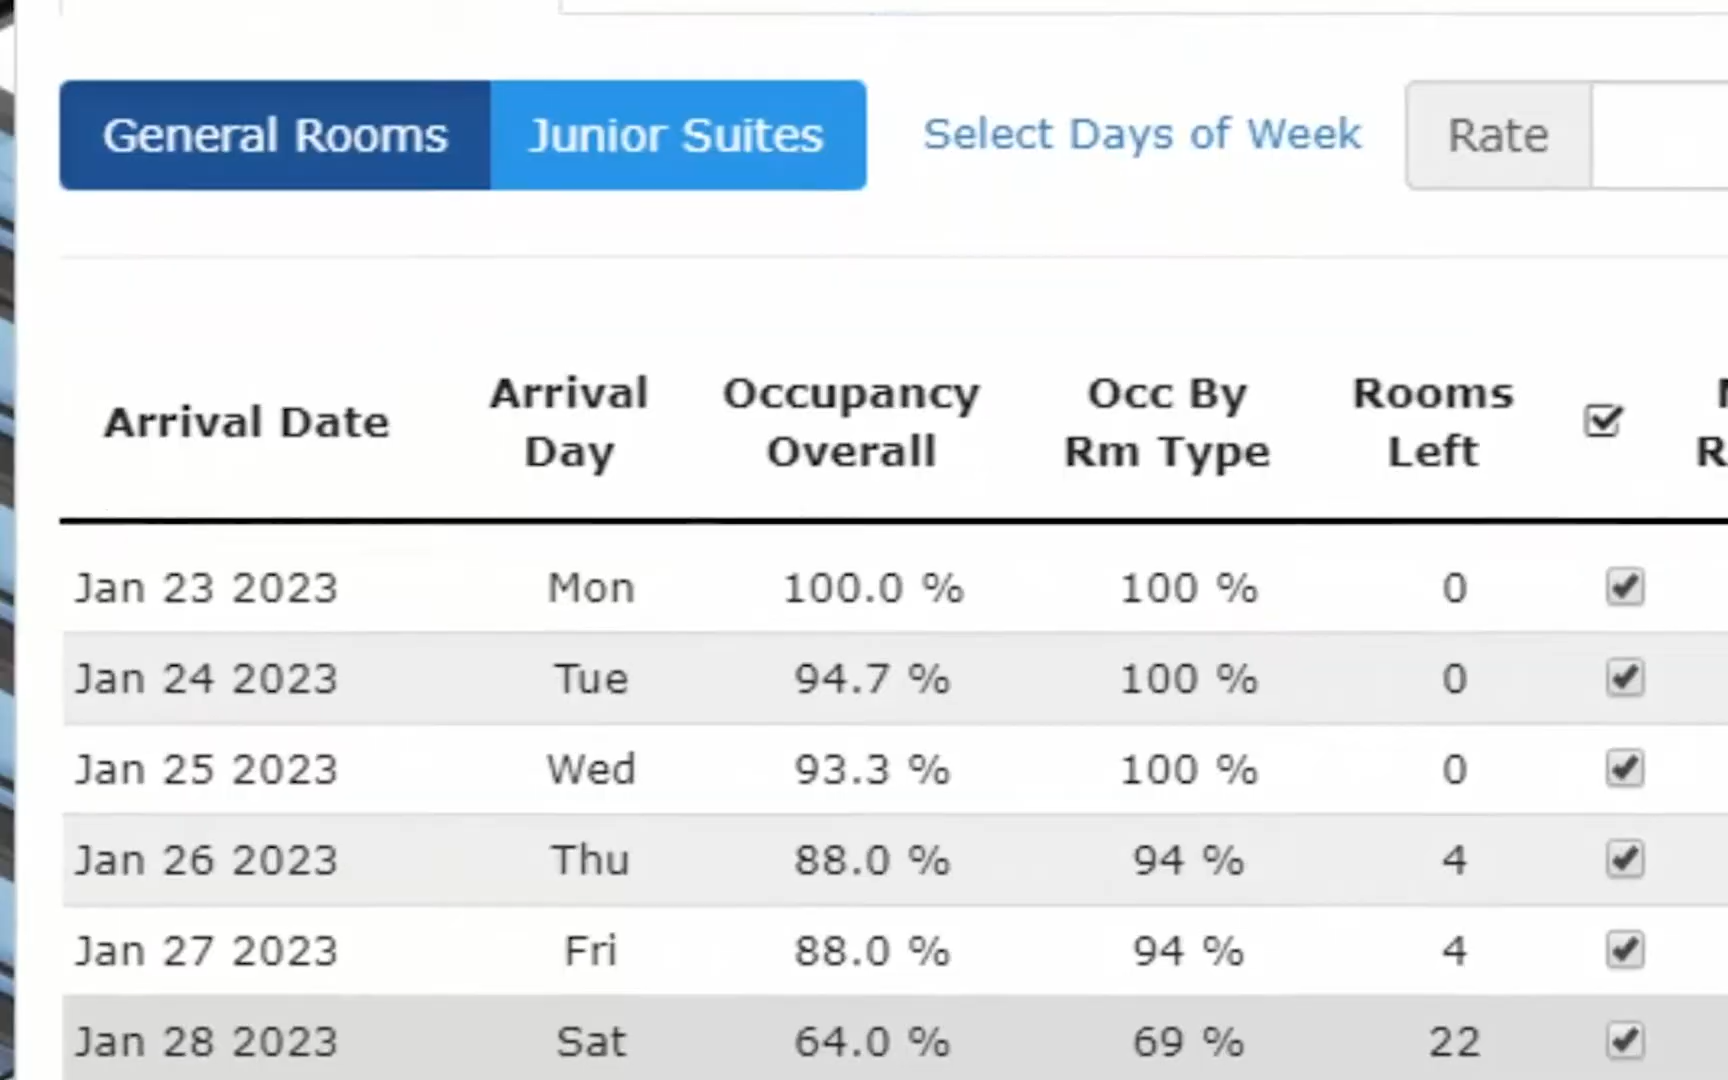 General Rooms Junior Suites Select Days of Week Rate
Arrival Date Arrival Day Occupancy Overall Occ By Rm Type Rooms Left
Jan 23 2023 Mon 100.0 % 100 % 0
Jan 24 2023 Tue 94.7 % 100 % 0
Jan 25 2023 Wed 93.3 % 100 % 0
Jan 26 2023 Thu 88.0 % 94 % 4
Jan 27 2023 Fri 88.0 % 94 % 4
Jan 28 2023 Sat 64.0 % 69 % 22